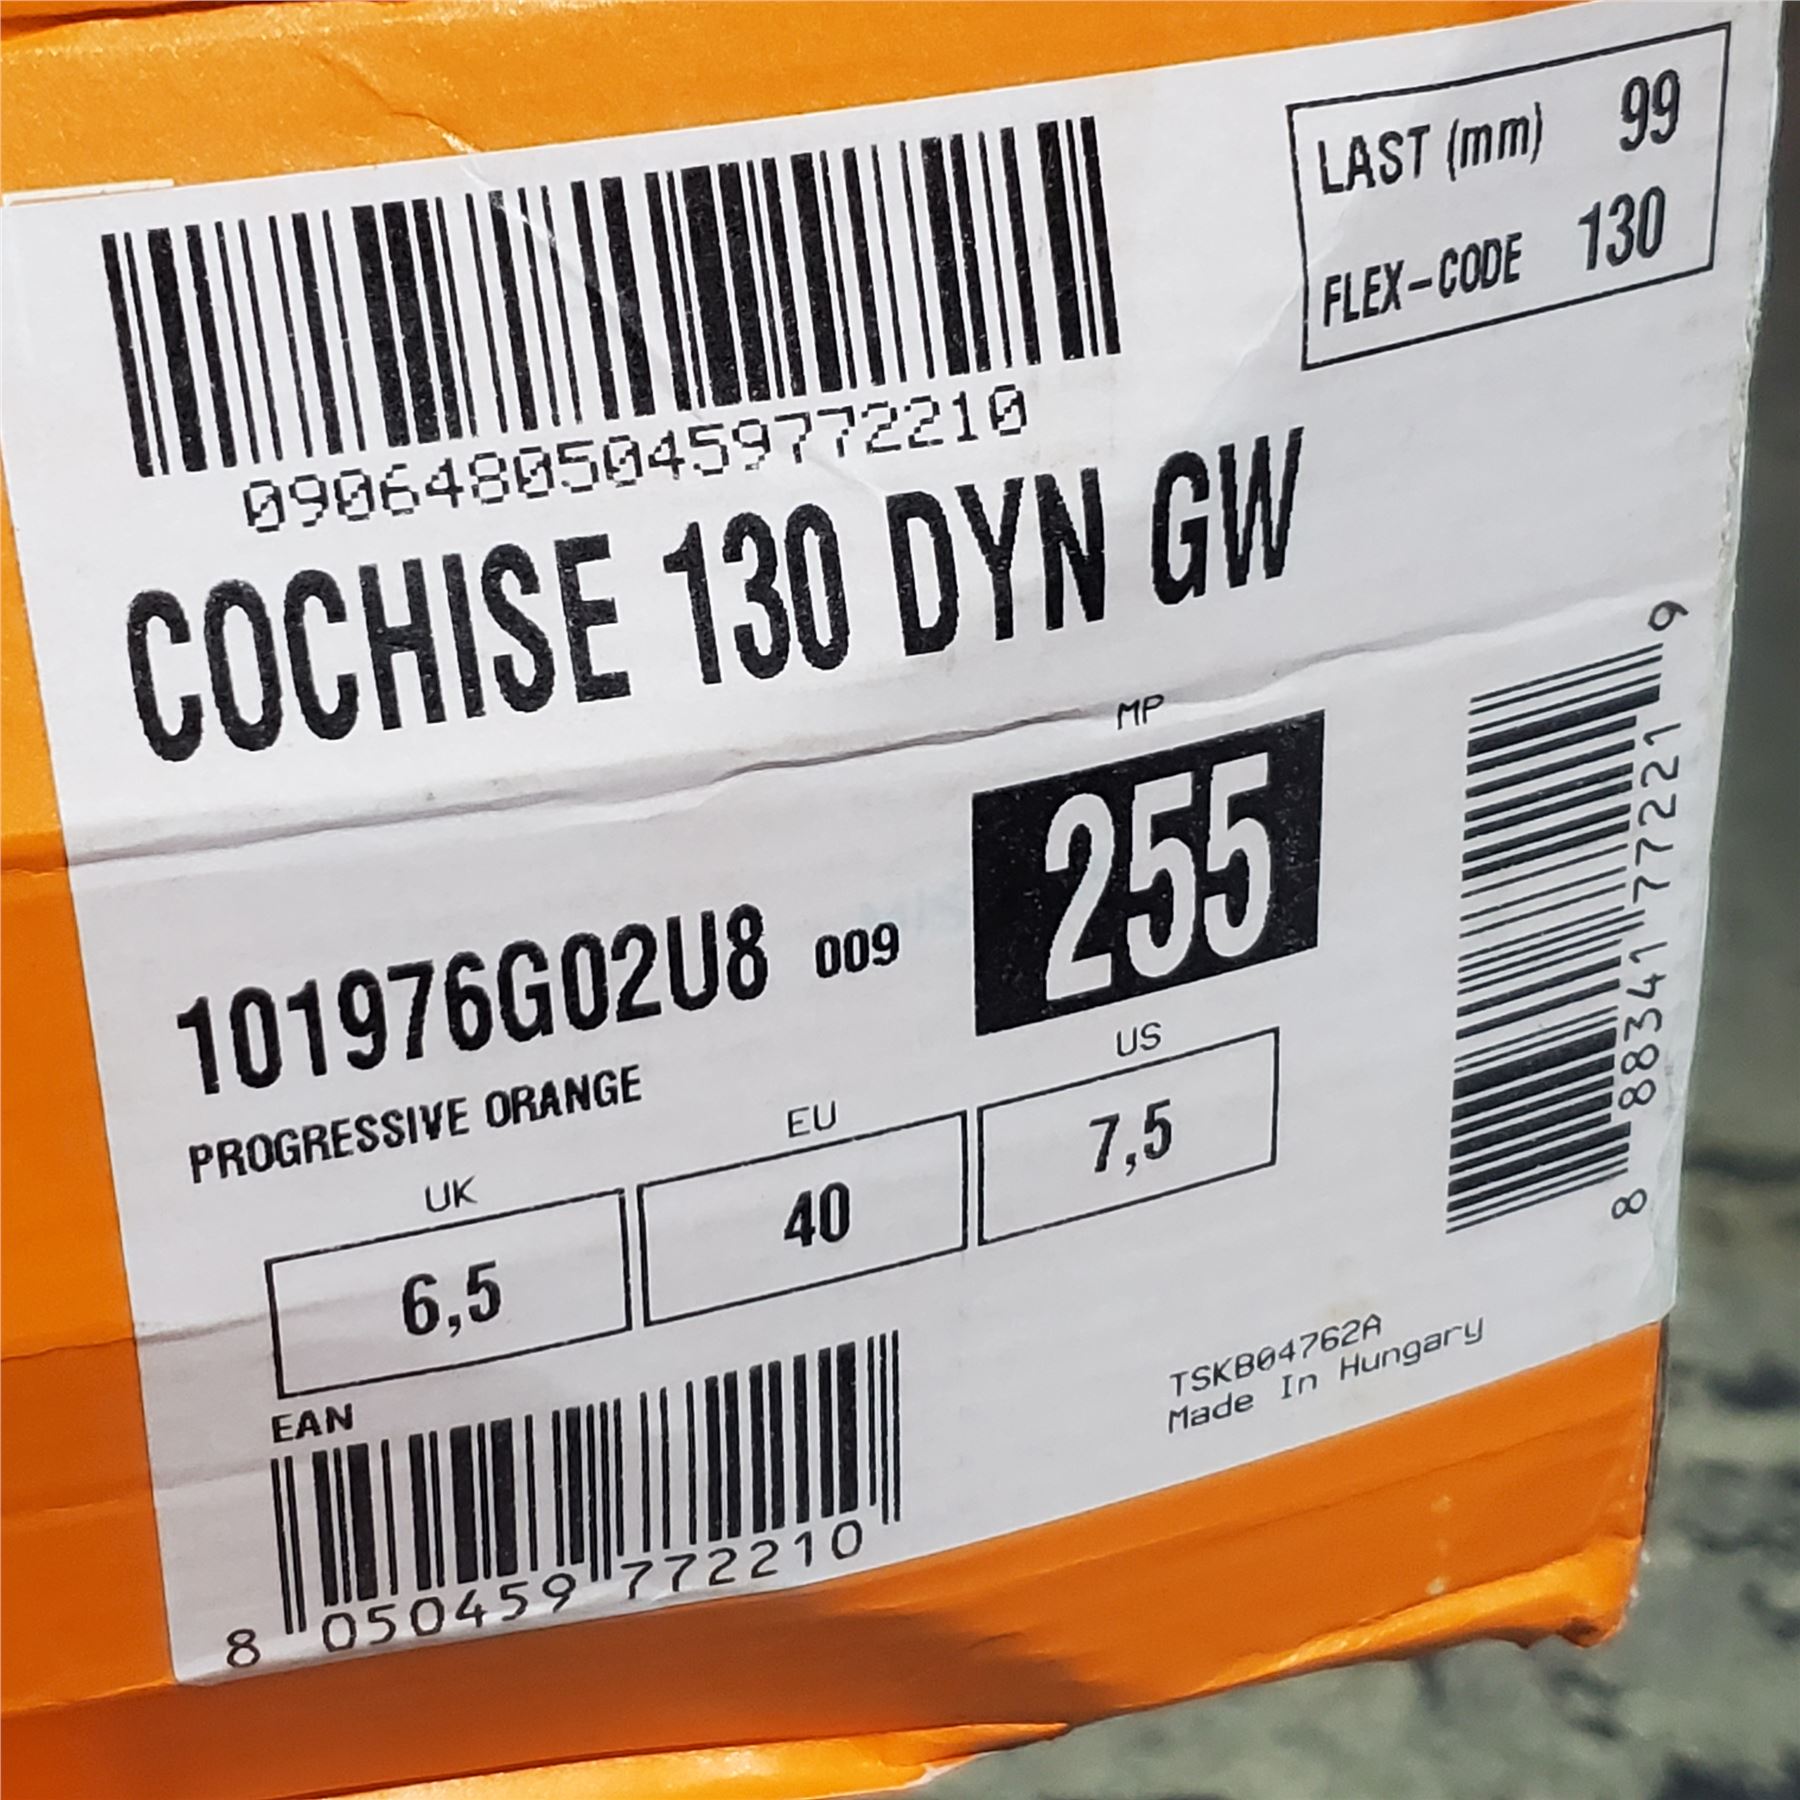 LAST (mm) 99
FLEX-CODE 130
090648050459772210
COCHISE 130 DYN GW
MP
255
101976G02U8 009
PROGRESSIVE ORANGE
UK
6,5
EU
40
US
7,5
8 88341 77221 9
EAN
8 050459 772210
TSKB04762A
Made In Hungary